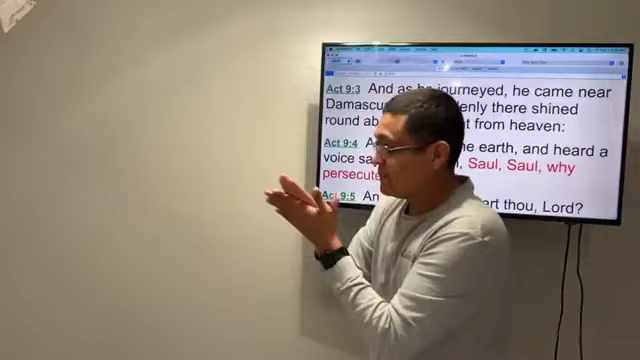 Act 9:3 And as he journeyed, he came near
Damascu enly there shined
round ab t from heaven:
Act 9:4 A he earth, and heard a
voice sa , Saul, Saul, why
persecute
Act 9:5 An art thou, Lord?